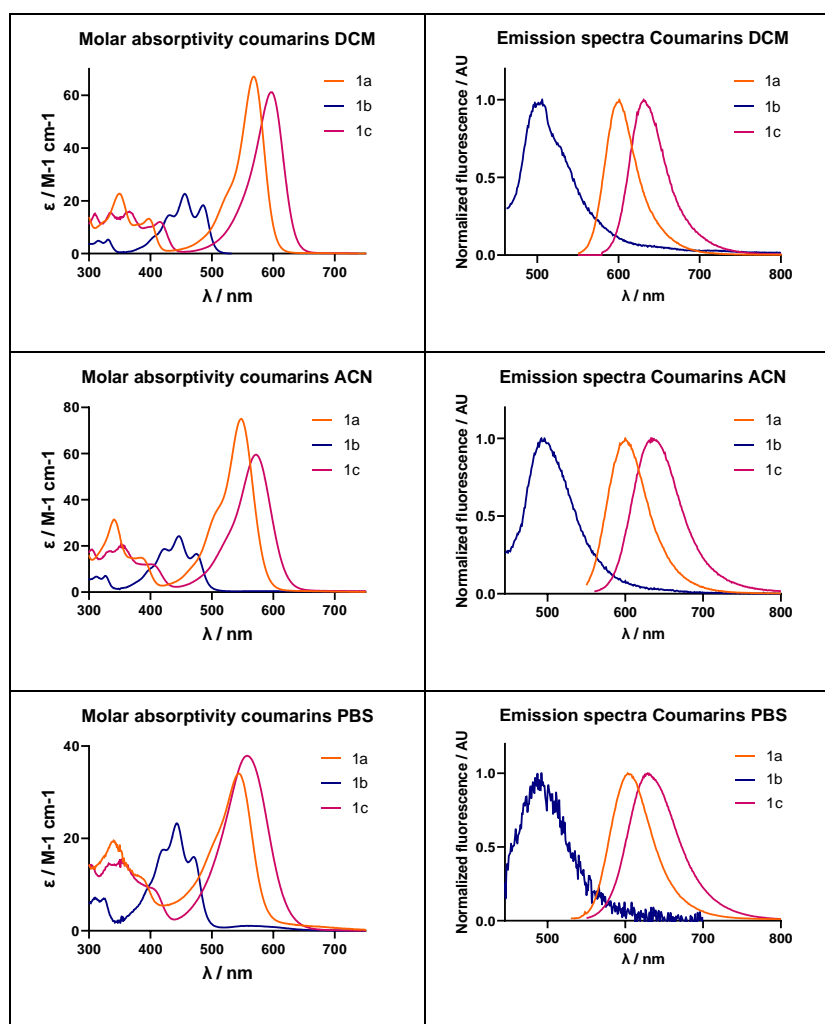 Molar absorptivity coumarins DCM
ε / M-1 cm-1
60
40
20
0
300 400 500 600 700
λ / nm
1a
1b
1c
Emission spectra Coumarins DCM
Normalized fluorescence / AU
1.0
0.5
0.0
500 600 700 800
λ / nm
1a
1b
1c
Molar absorptivity coumarins ACN
ε / M-1 cm-1
80
60
40
20
0
300 400 500 600 700
λ / nm
1a
1b
1c
Emission spectra Coumarins ACN
Normalized fluorescence / AU
1.0
0.5
0.0
500 600 700 800
λ / nm
1a
1b
1c
Molar absorptivity coumarins PBS
ε / M-1 cm-1
40
20
0
300 400 500 600 700
λ / nm
1a
1b
1c
Emission spectra Coumarins PBS
Normalized fluorescence / AU
1.0
0.5
0.0
500 600 700 800
λ / nm
1a
1b
1c